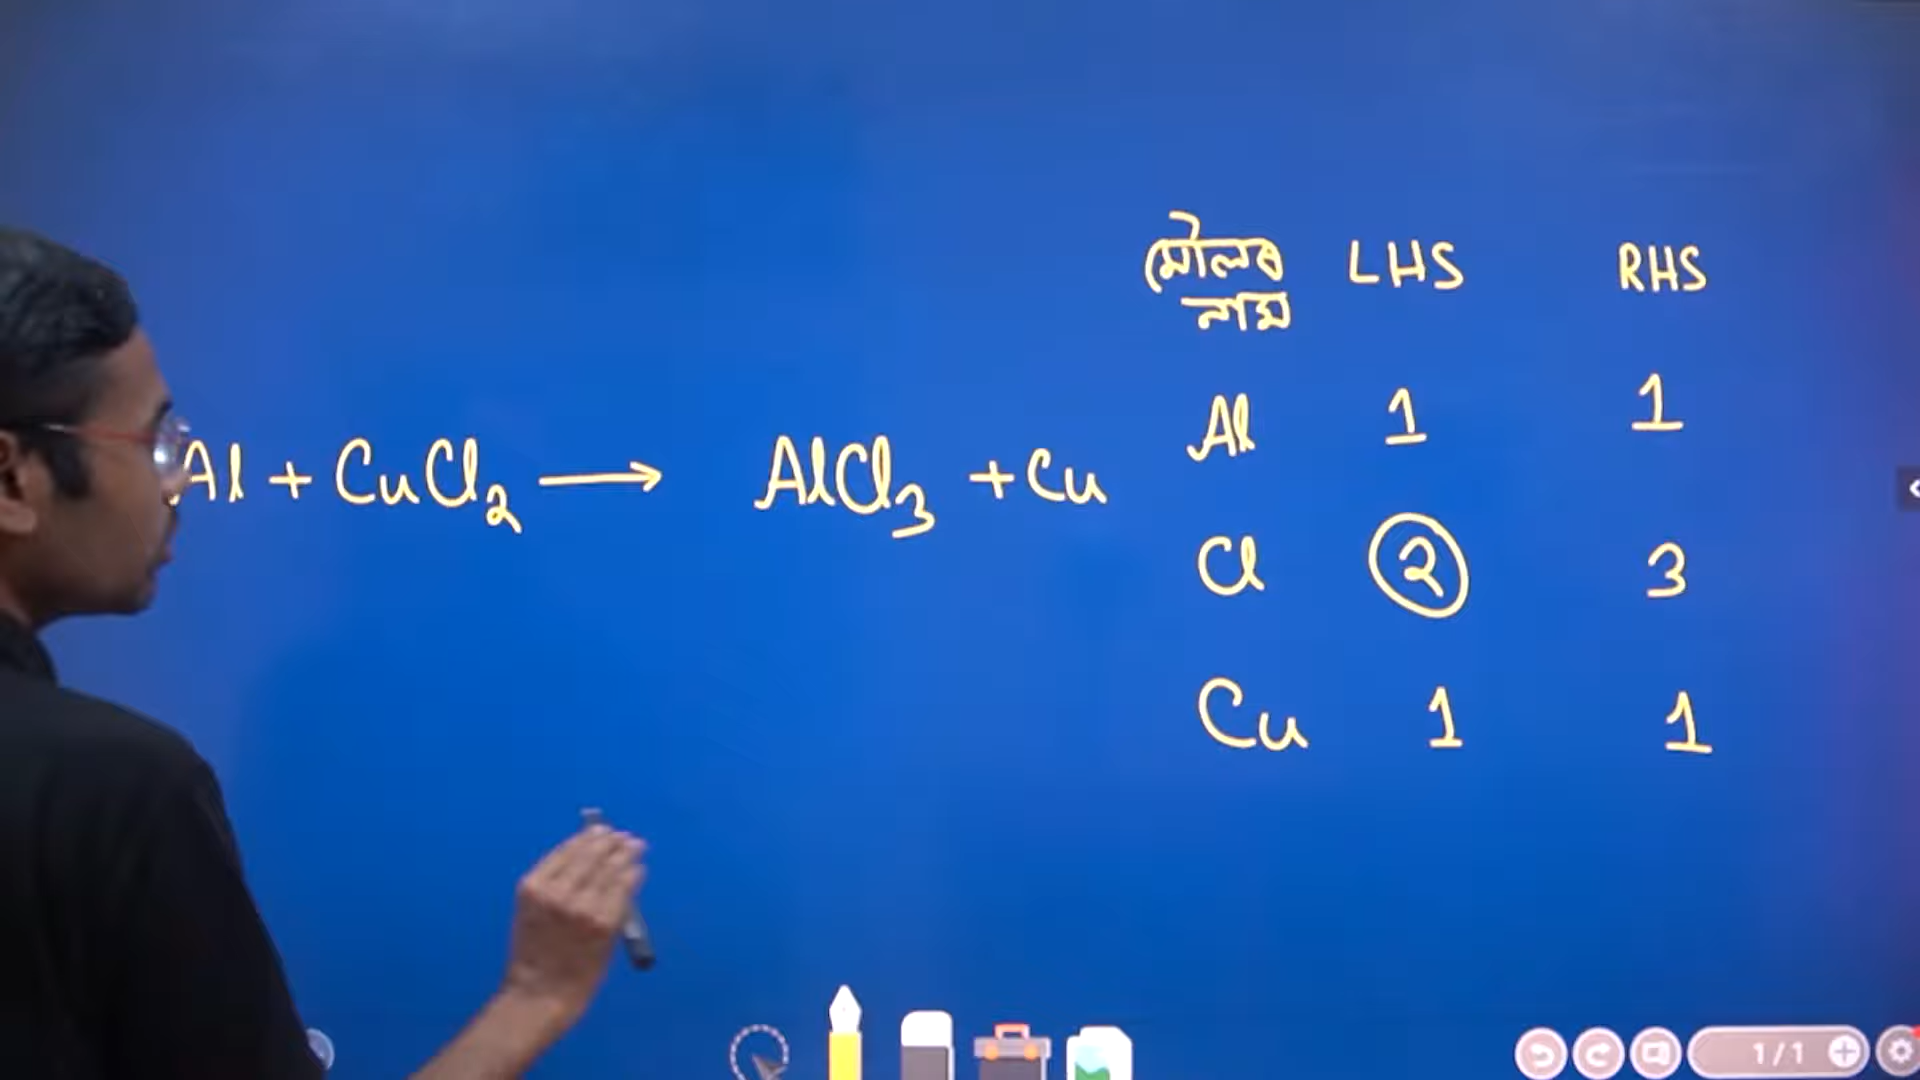 মৌলৰ নাম LHS RHS
Al 1 1
Al + CuCl₂ → AlCl₃ + Cu
Cl 2 3
Cu 1 1
1/1